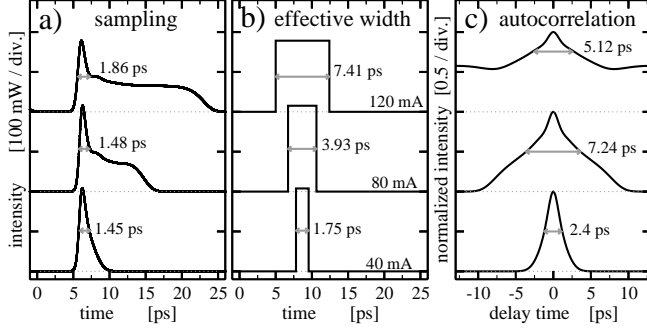 a) sampling
b) effective width
c) autocorrelation
intensity [100 mW / div.]
1.86 ps
1.48 ps
1.45 ps
7.41 ps
120 mA
3.93 ps
80 mA
1.75 ps
40 mA
normalized intensity [0.5 / div.]
5.12 ps
7.24 ps
2.4 ps
0 5 10 15 20 25
time [ps]
0 5 10 15 20 25
time [ps]
-10 -5 0 5 10
delay time [ps]